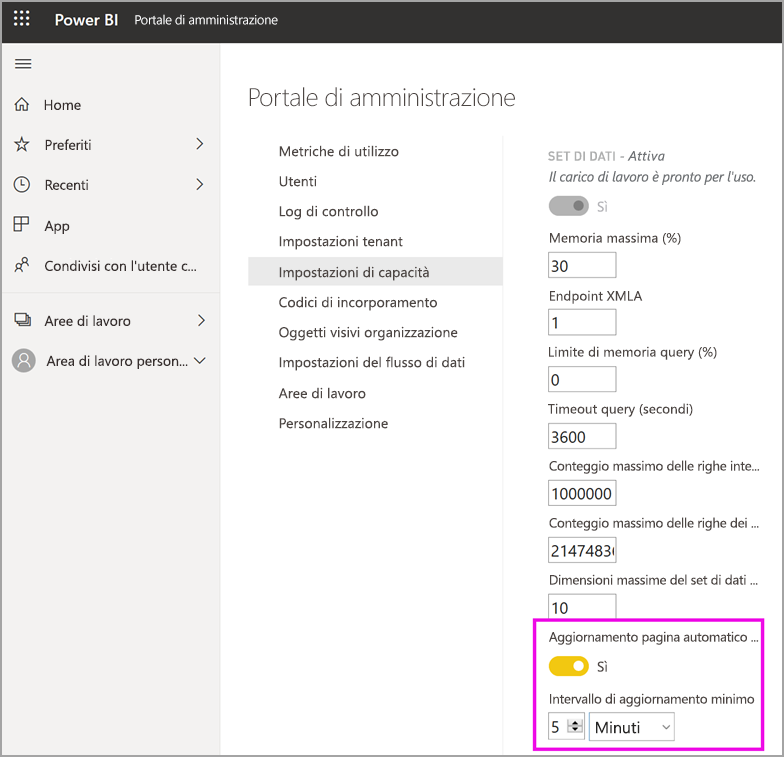 Power BI Portale di amministrazione
Home
Preferiti
Recenti
App
Condivisi con l'utente c...
Aree di lavoro
Area di lavoro person...
Portale di amministrazione
Metriche di utilizzo
Utenti
Log di controllo
Impostazioni tenant
Impostazioni di capacità
Codici di incorporamento
Oggetti visivi organizzazione
Impostazioni del flusso di dati
Aree di lavoro
Personalizzazione
SET DI DATI - Attiva
Il carico di lavoro è pronto per l'uso.
Sì
Memoria massima (%)
30
Endpoint XMLA
1
Limite di memoria query (%)
0
Timeout query (secondi)
3600
Conteggio massimo delle righe inte...
1000000
Conteggio massimo delle righe dei ...
21474836
Dimensioni massime del set di dati ...
10
Aggiornamento pagina automatico ...
Sì
Intervallo di aggiornamento minimo
5 Minuti